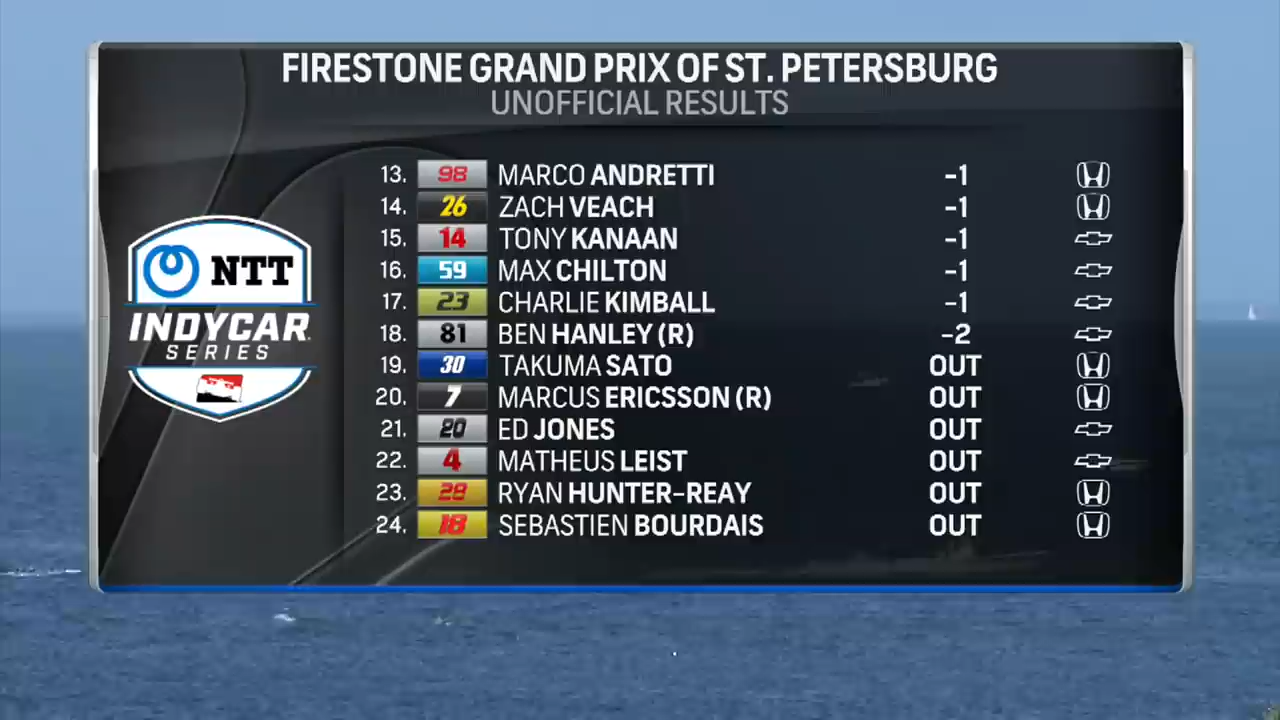 FIRESTONE GRAND PRIX OF ST. PETERSBURG
UNOFFICIAL RESULTS
NTT
INDYCAR
SERIES
13. 98 MARCO ANDRETTI -1
14. 26 ZACH VEACH -1
15. 14 TONY KANAAN -1
16. 59 MAX CHILTON -1
17. 23 CHARLIE KIMBALL -1
18. 81 BEN HANLEY (R) -2
19. 30 TAKUMA SATO OUT
20. 7 MARCUS ERICSSON (R) OUT
21. 20 ED JONES OUT
22. 4 MATHEUS LEIST OUT
23. 28 RYAN HUNTER-REAY OUT
24. 18 SEBASTIEN BOURDAIS OUT